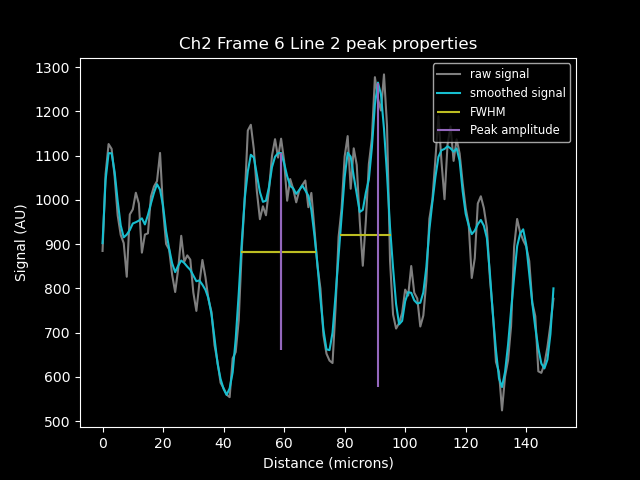 Ch2 Frame 6 Line 2 peak properties
raw signal
smoothed signal
FWHM
Peak amplitude
1300
1200
1100
1000
900
800
700
600
500
Signal (AU)
0 20 40 60 80 100 120 140
Distance (microns)